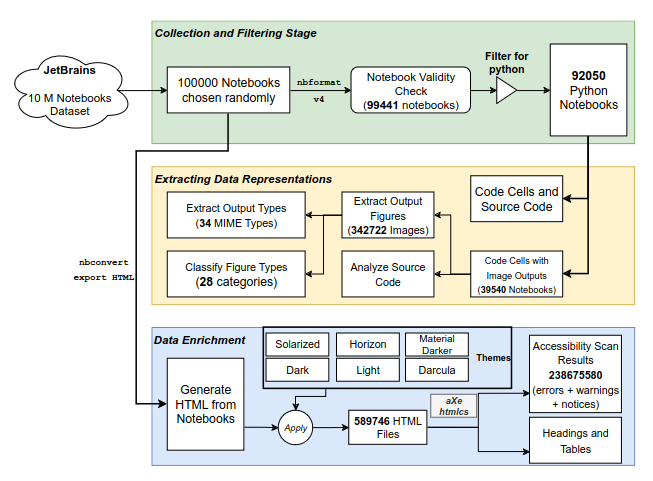 Collection and Filtering Stage
JetBrains
10 M Notebooks
Dataset
100000 Notebooks
chosen randomly
nbformat
v4
Notebook Validity
Check
(99441 notebooks)
Filter for
python
92050
Python
Notebooks
Extracting Data Representations
Extract Output Types
(34 MIME Types)
Extract Output
Figures
(342722 Images)
Code Cells and
Source Code
Classify Figure Types
(28 categories)
Analyze Source
Code
Code Cells with
Image Outputs
(39540 Notebooks)
nbconvert
export HTML
Data Enrichment
Solarized
Horizon
Material
Darker
Dark
Light
Darcula
Themes
Generate
HTML from
Notebooks
Apply
589746 HTML
Files
aXe
htmlcs
Accessibility Scan
Results
238675580
(errors + warnings
+ notices)
Headings and
Tables